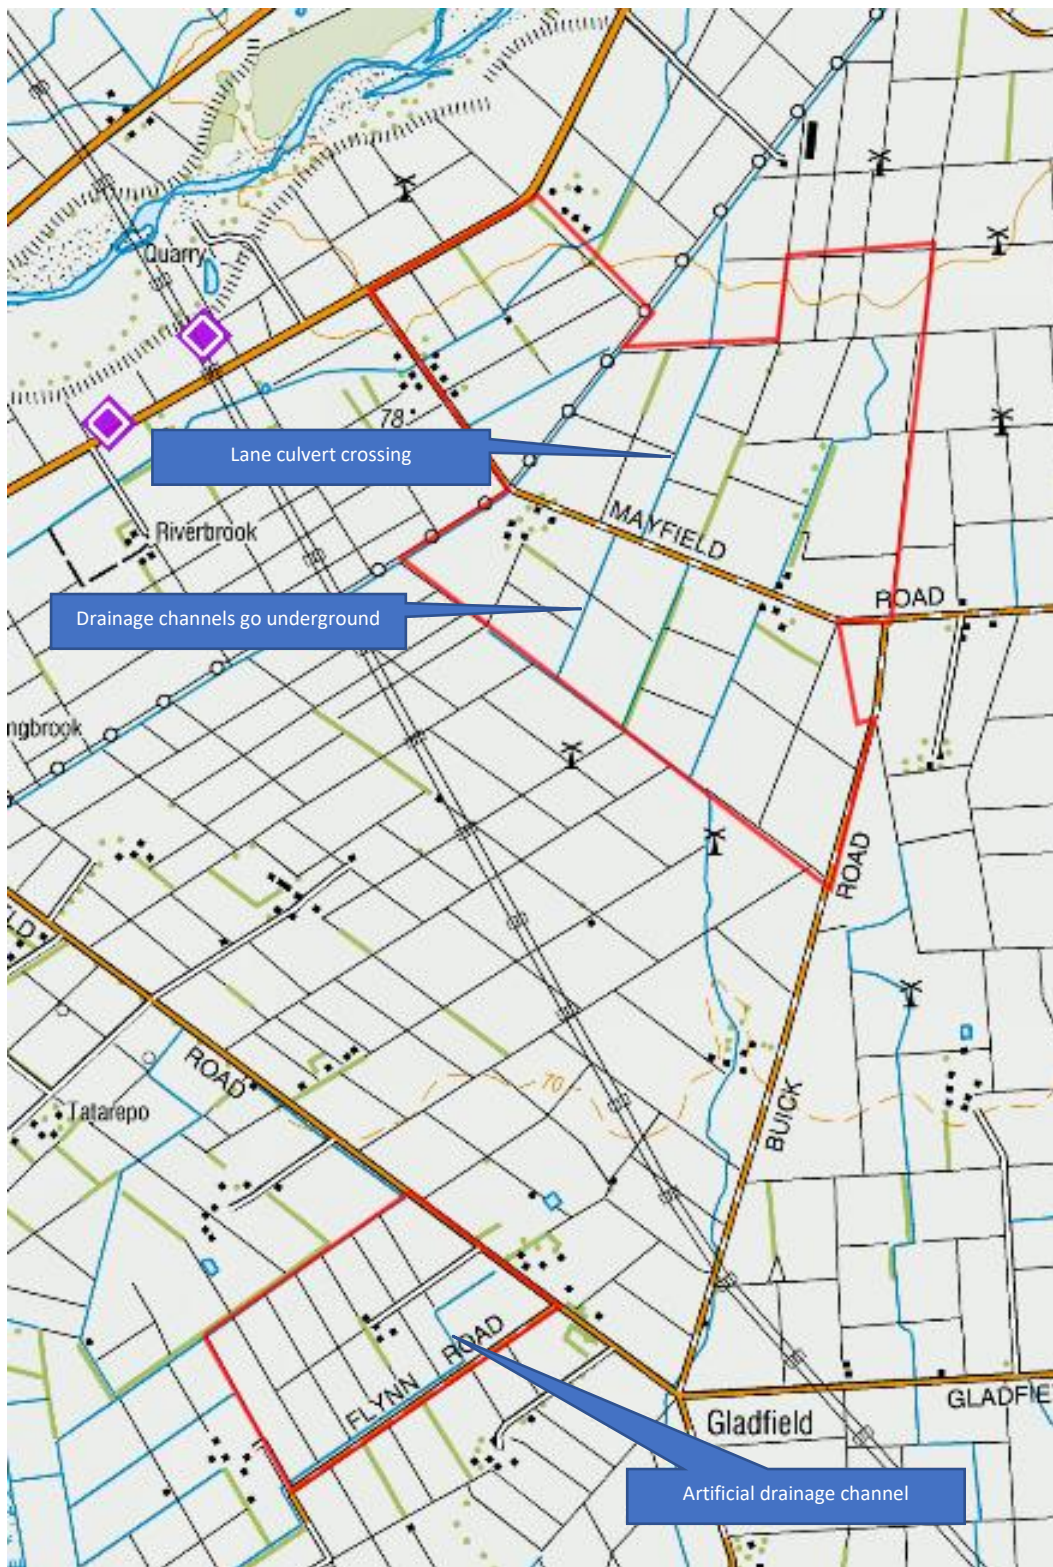 Quarry
78
Lane culvert crossing
MAYFIELD
Riverbrook
ROAD
Drainage channels go underground
ngbrook
ROAD
LD
70
ROAD
BUICK
Tatarepo
ROAD
FLYNN
GLADFIE
Gladfield
Artificial drainage channel